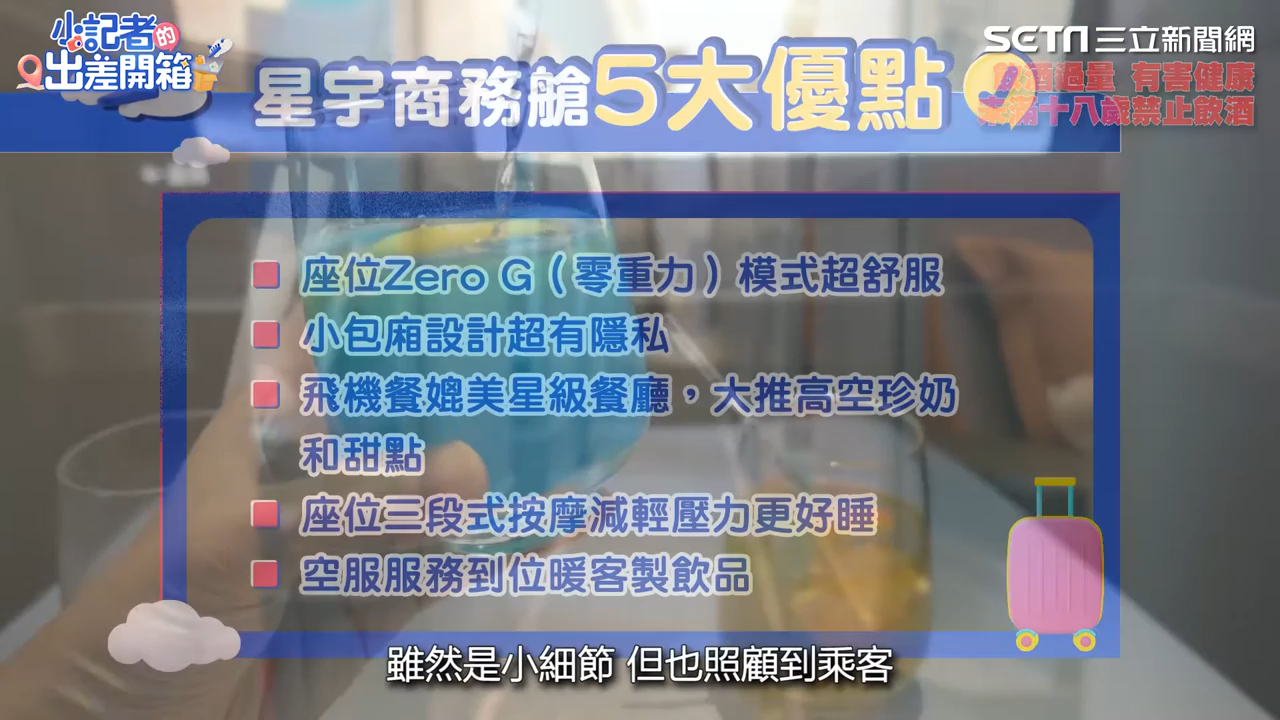 小記者的
出差開箱
SETN三立新聞網
星宇商務艙5大優點
飲酒過量 有害健康
未滿十八歲禁止飲酒
座位Zero G（零重力）模式超舒服
小包廂設計超有隱私
飛機餐媲美星級餐廳，大推高空珍奶
和甜點
座位三段式按摩減輕壓力更好睡
空服服務到位暖客製飲品
雖然是小細節 但也照顧到乘客